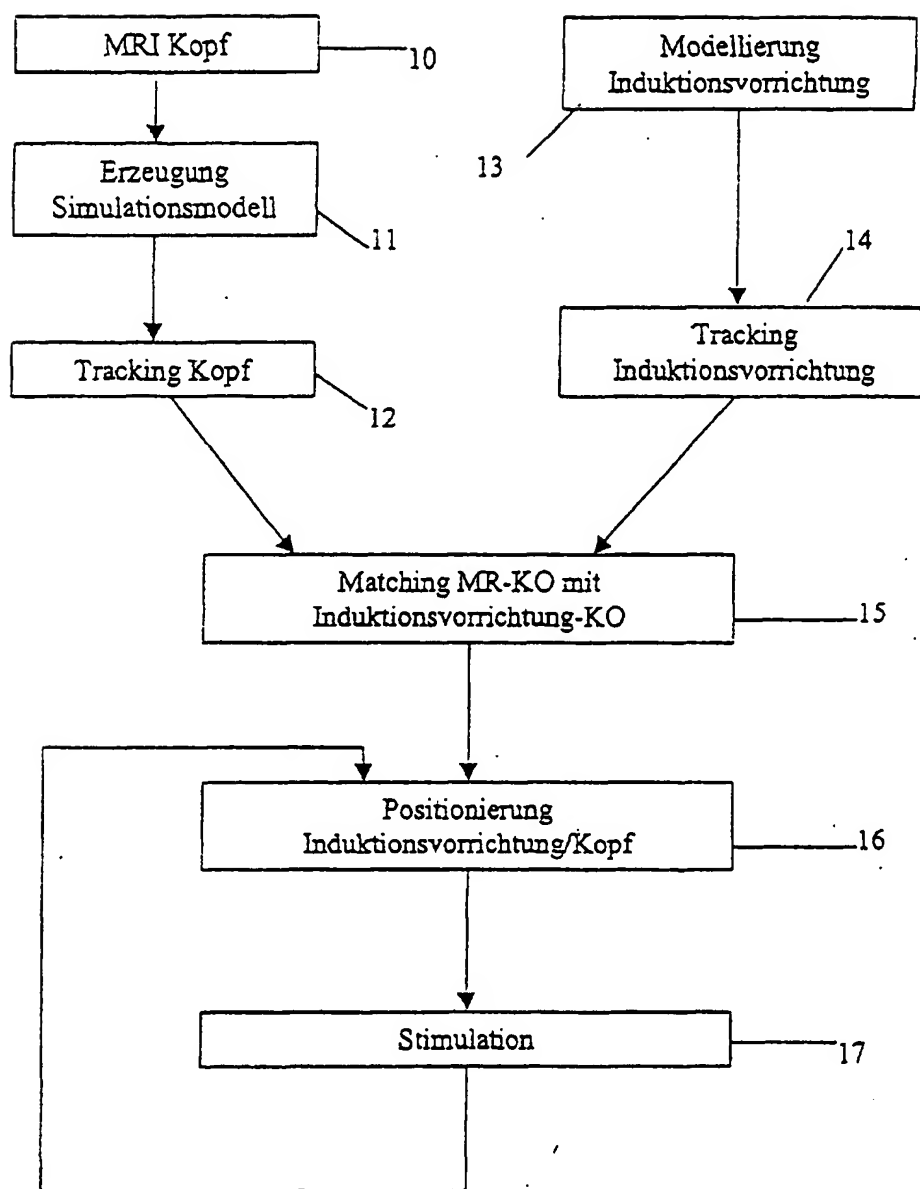 MRI Kopf
10
Erzeugung
Simulationsmodell
11
Tracking Kopf
12
Modellierung
Induktionsvorrichtung
13
14
Tracking
Induktionsvorrichtung
Matching MR-KO mit
Induktionsvorrichtung-KO
15
Positionierung
Induktionsvorrichtung/Kopf
16
Stimulation
17